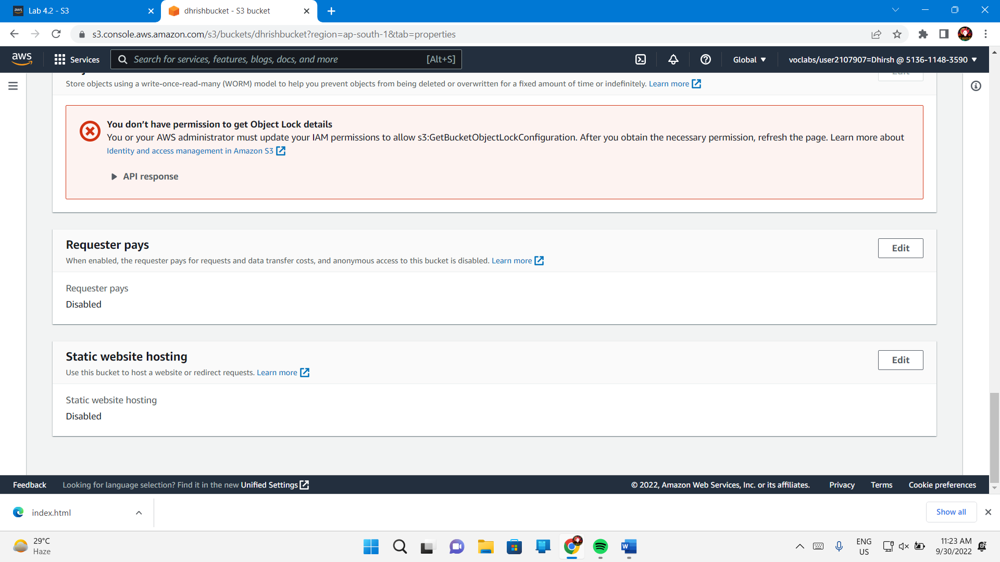 aws Lab 4.2 - S3
dhrishbucket - S3 bucket
s3.console.aws.amazon.com/s3/buckets/dhrishbucket?region=ap-south-1&tab=properties
aws
Services
Search for services, features, blogs, docs, and more [Alt+S]
Global
voclabs/user2107907=Dhirsh @ 5136-1148-3590
Store objects using a write-once-read-many (WORM) model to help you prevent objects from being deleted or overwritten for a fixed amount of time or indefinitely. Learn more
You don’t have permission to get Object Lock details
You or your AWS administrator must update your IAM permissions to allow s3:GetBucketObjectLockConfiguration. After you obtain the necessary permission, refresh the page. Learn more about
Identity and access management in Amazon S3
API response
Requester pays
Edit
When enabled, the requester pays for requests and data transfer costs, and anonymous access to this bucket is disabled. Learn more
Requester pays
Disabled
Static website hosting
Edit
Use this bucket to host a website or redirect requests. Learn more
Static website hosting
Disabled
Feedback
Looking for language selection? Find it in the new Unified Settings
© 2022, Amazon Web Services, Inc. or its affiliates.
Privacy
Terms
Cookie preferences
index.html
Show all
29°C
Haze
ENG
US
11:23 AM
9/30/2022